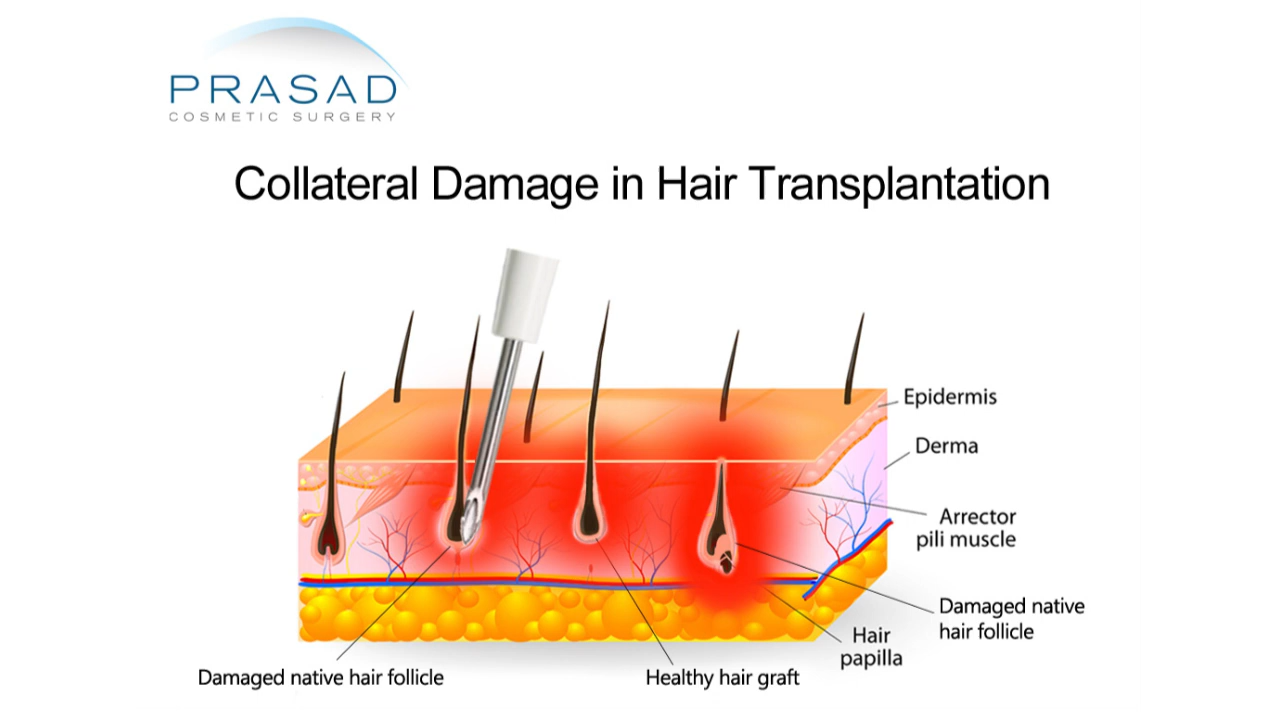 PRASAD
COSMETIC SURGERY
Collateral Damage in Hair Transplantation
Epidermis
Derma
Arrector
pili muscle
Damaged native
hair follicle
Hair
papilla
Damaged native hair follicle
Healthy hair graft